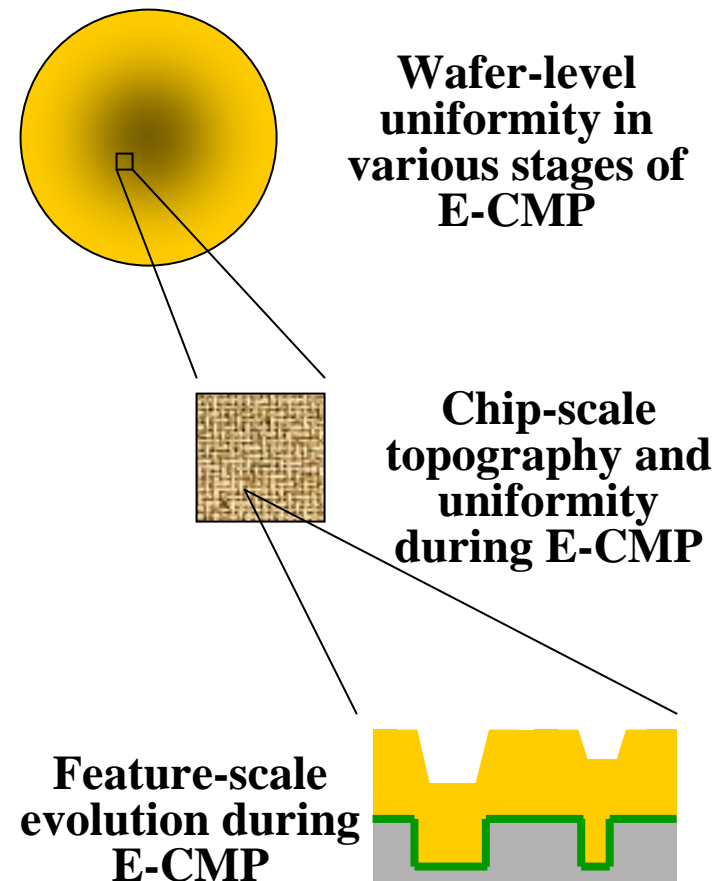 Wafer-level
uniformity in
various stages of
E-CMP
Chip-scale
topography and
uniformity
during E-CMP
Feature-scale
evolution during
E-CMP